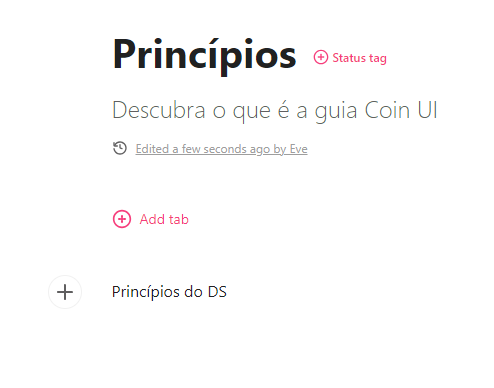 Princípios
Status tag
Descubra o que é a guia Coin UI
Edited a few seconds ago by Eve
Add tab
Princípios do DS